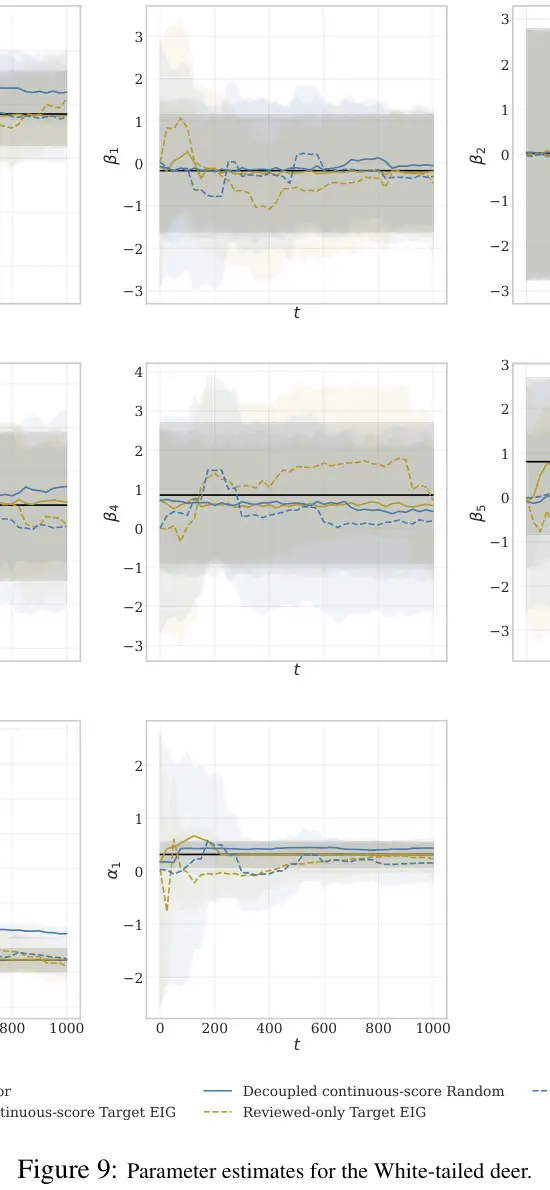 3
2
1
0
−1
−2
−3
β1
t
3
2
1
0
−1
−2
−3
β2
4
3
2
1
0
−1
−2
−3
β4
t
3
2
1
0
−1
−2
−3
β5
2
1
0
−1
−2
α1
800 1000
0 200 400 600 800 1000
t
Decoupled continuous-score Random
Target EIG
Reviewed-only Target EIG
Figure 9: Parameter estimates for the White-tailed deer.